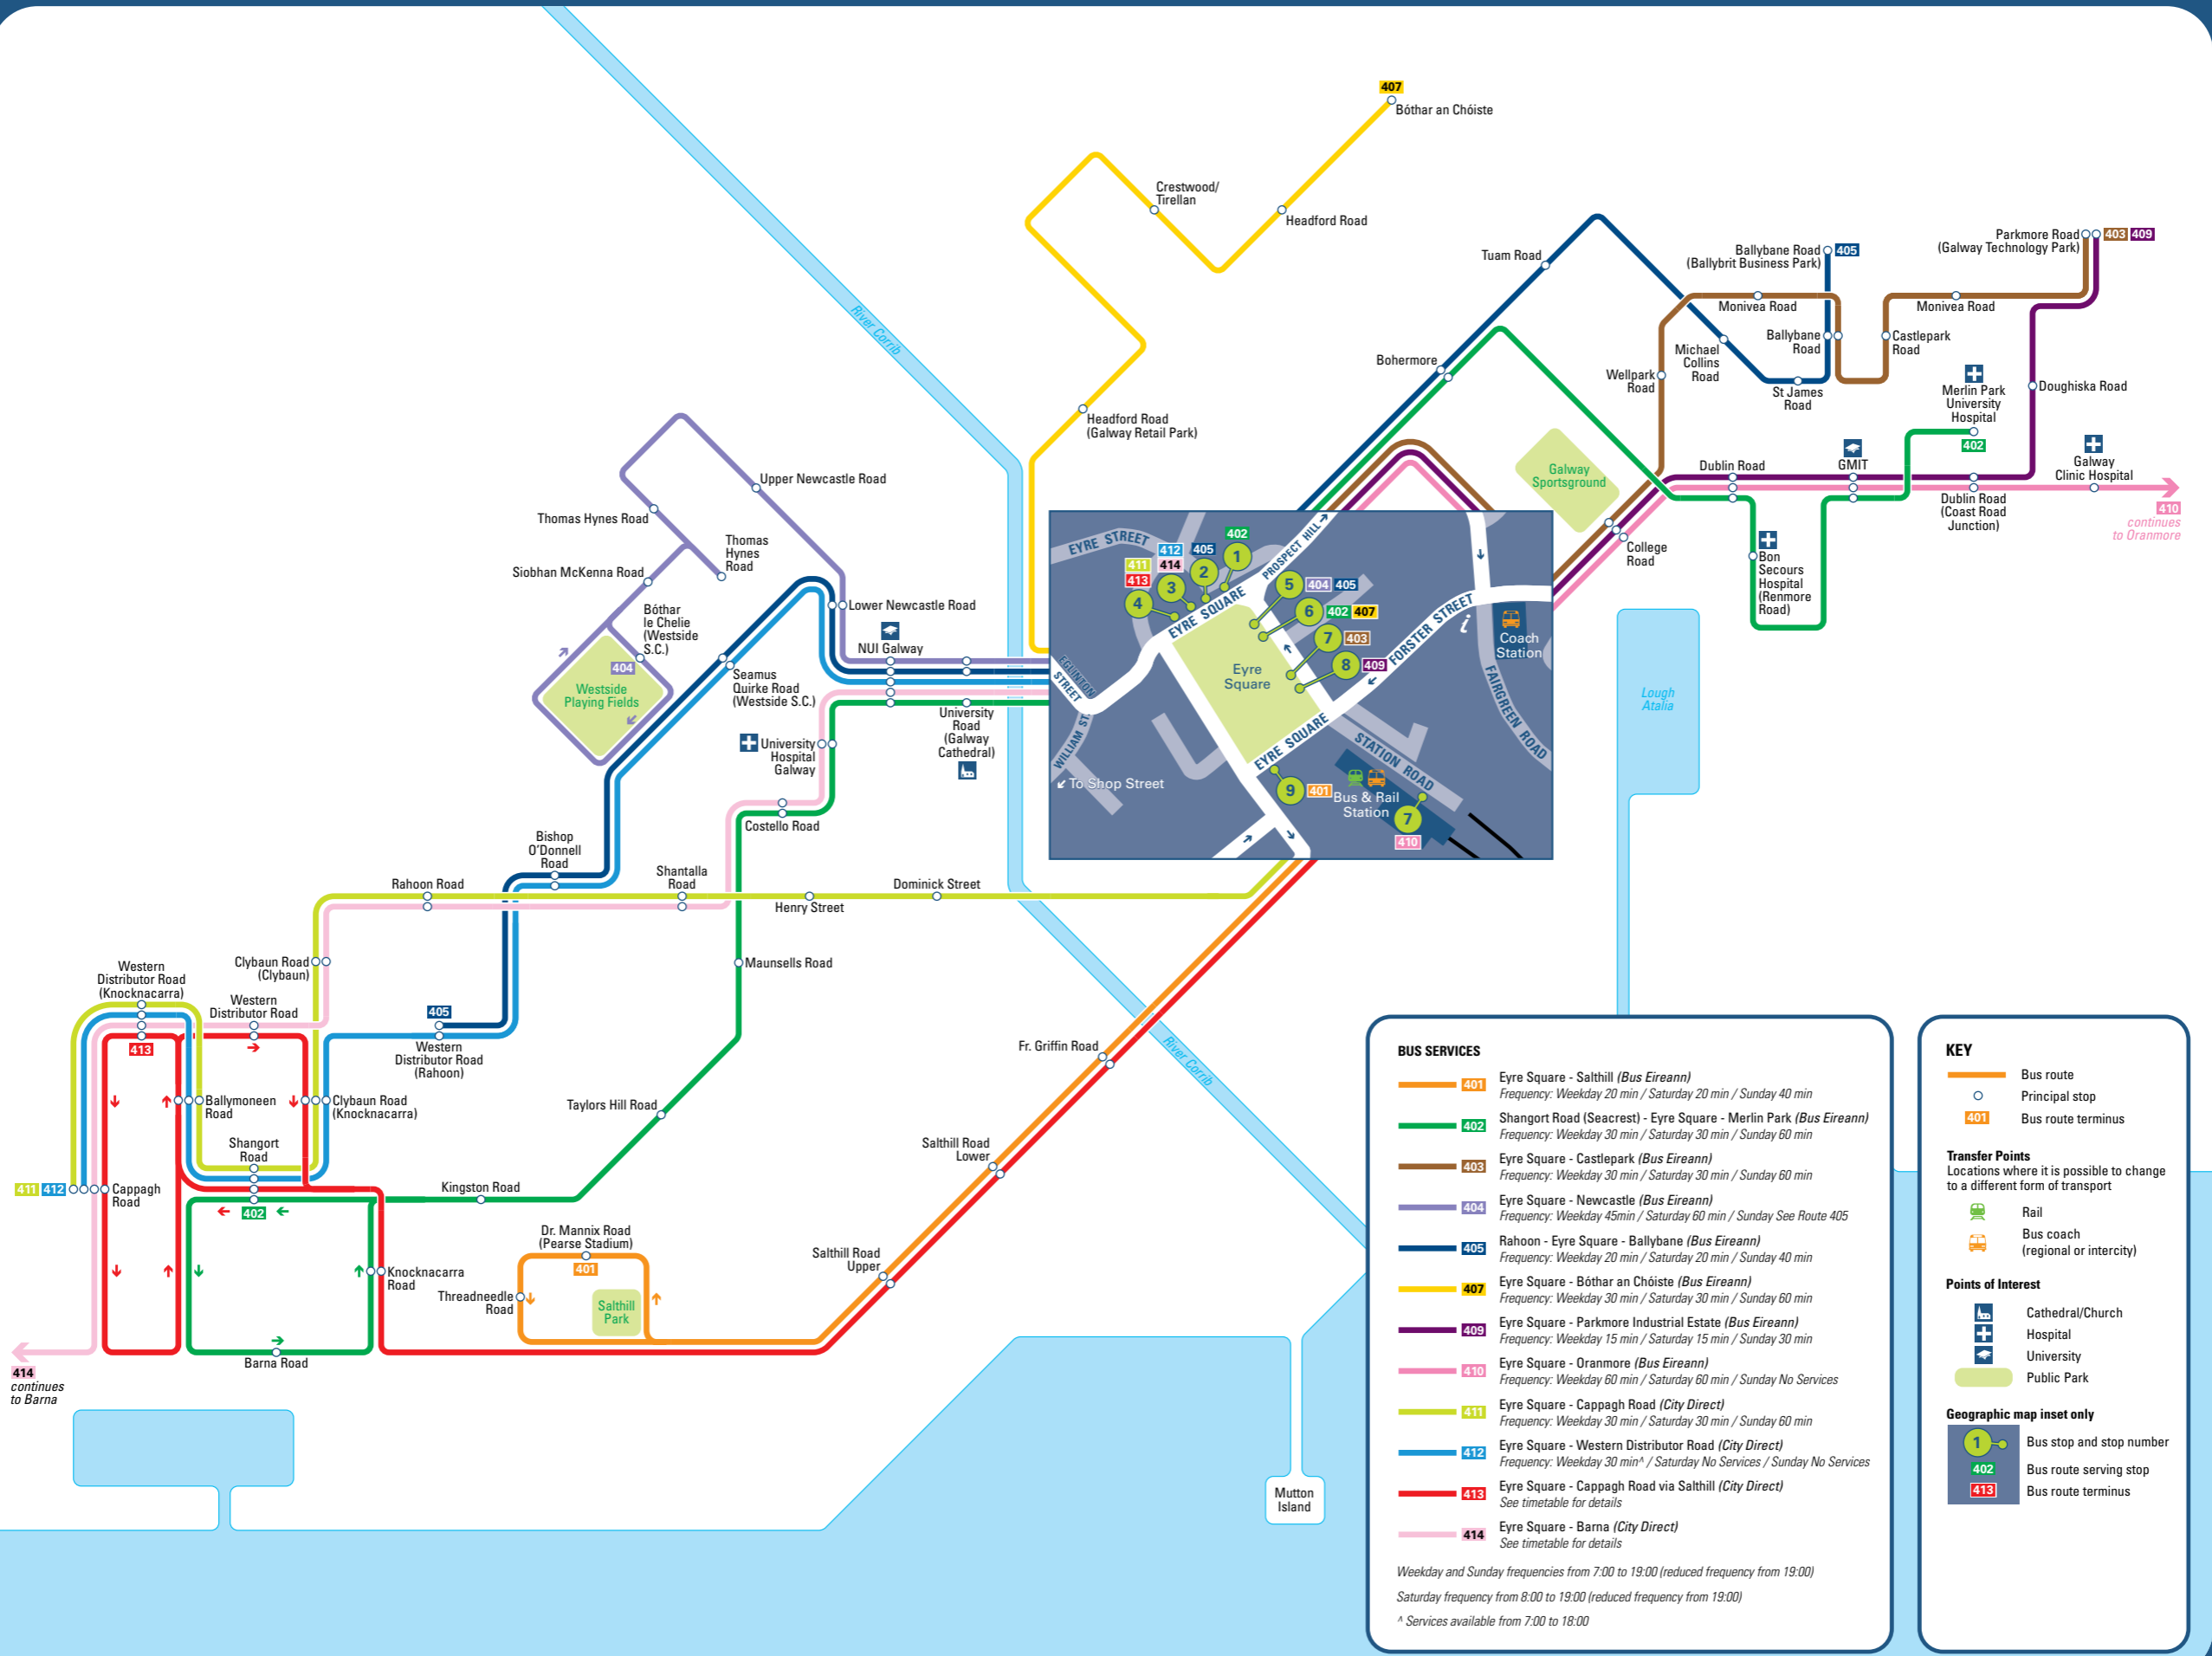 407
Bóthar an Chóiste
Crestwood/
Tirellan
Headford Road
River Corrib
Headford Road
(Galway Retail Park)
Tuam Road
Ballybane Road
(Ballybrit Business Park)
405
Parkmore Road
(Galway Technology Park)
403 409
Monivea Road
Monivea Road
Bohermore
Michael
Collins
Road
Ballybane
Road
Castlepark
Road
Wellpark
Road
St James
Road
Merlin Park
University
Hospital
402
Doughiska Road
Galway
Sportsground
Dublin Road
GMIT
Dublin Road
(Coast Road
Junction)
Galway
Clinic Hospital
410
continues
to Oranmore
College
Road
Bon
Secours
Hospital
(Renmore
Road)
Lough
Atalia
Upper Newcastle Road
Thomas Hynes Road
Thomas
Hynes
Road
Siobhan McKenna Road
Bóthar
le Chelie
(Westside
S.C.)
404
Westside
Playing Fields
Lower Newcastle Road
NUI Galway
Seamus
Quirke Road
(Westside S.C.)
University
Road
(Galway
Cathedral)
University
Hospital
Galway
Costello Road
EYRE STREET
PROSPECT HILL
402
1
412 405
414
2
411
413
3
4
EYRE SQUARE
5
404 405
6
402 407
7
403
8
409
FORSTER STREET
i
Coach
Station
FAIRGREEN ROAD
Eyre
Square
EGLINTON
STREET
WILLIAM ST.
To Shop Street
EYRE SQUARE
STATION ROAD
9
401
Bus & Rail
Station
7
410
Bishop
O'Donnell
Road
Rahoon Road
Shantalla
Road
Henry Street
Dominick Street
Maunsells Road
Clybaun Road
(Clybaun)
Western
Distributor Road
(Knocknacarra)
Western
Distributor Road
413
405
Western
Distributor Road
(Rahoon)
Ballymoneen
Road
Clybaun Road
(Knocknacarra)
Shangort
Road
402
411 412
Cappagh
Road
Kingston Road
Taylors Hill Road
Knocknacarra
Road
Barna Road
414
continues
to Barna
Dr. Mannix Road
(Pearse Stadium)
401
Threadneedle
Road
Salthill
Park
Salthill Road
Upper
Salthill Road
Lower
Fr. Griffin Road
River Corrib
Mutton
Island
BUS SERVICES
401
Eyre Square - Salthill (Bus Eireann)
Frequency: Weekday 20 min / Saturday 20 min / Sunday 40 min
402
Shangort Road (Seacrest) - Eyre Square - Merlin Park (Bus Eireann)
Frequency: Weekday 30 min / Saturday 30 min / Sunday 60 min
403
Eyre Square - Castlepark (Bus Eireann)
Frequency: Weekday 30 min / Saturday 30 min / Sunday 60 min
404
Eyre Square - Newcastle (Bus Eireann)
Frequency: Weekday 45min / Saturday 60 min / Sunday See Route 405
405
Rahoon - Eyre Square - Ballybane (Bus Eireann)
Frequency: Weekday 20 min / Saturday 20 min / Sunday 40 min
407
Eyre Square - Bóthar an Chóiste (Bus Eireann)
Frequency: Weekday 30 min / Saturday 30 min / Sunday 60 min
409
Eyre Square - Parkmore Industrial Estate (Bus Eireann)
Frequency: Weekday 15 min / Saturday 15 min / Sunday 30 min
410
Eyre Square - Oranmore (Bus Eireann)
Frequency: Weekday 60 min / Saturday 60 min / Sunday No Services
411
Eyre Square - Cappagh Road (City Direct)
Frequency: Weekday 30 min / Saturday 30 min / Sunday 60 min
412
Eyre Square - Western Distributor Road (City Direct)
Frequency: Weekday 30 min^ / Saturday No Services / Sunday No Services
413
Eyre Square - Cappagh Road via Salthill (City Direct)
See timetable for details
414
Eyre Square - Barna (City Direct)
See timetable for details
Weekday and Sunday frequencies from 7:00 to 19:00 (reduced frequency from 19:00)
Saturday frequency from 8:00 to 19:00 (reduced frequency from 19:00)
^ Services available from 7:00 to 18:00
KEY
Bus route
Principal stop
401
Bus route terminus
Transfer Points
Locations where it is possible to change
to a different form of transport
Rail
Bus coach
(regional or intercity)
Points of Interest
Cathedral/Church
Hospital
University
Public Park
Geographic map inset only
1
Bus stop and stop number
402
Bus route serving stop
413
Bus route terminus